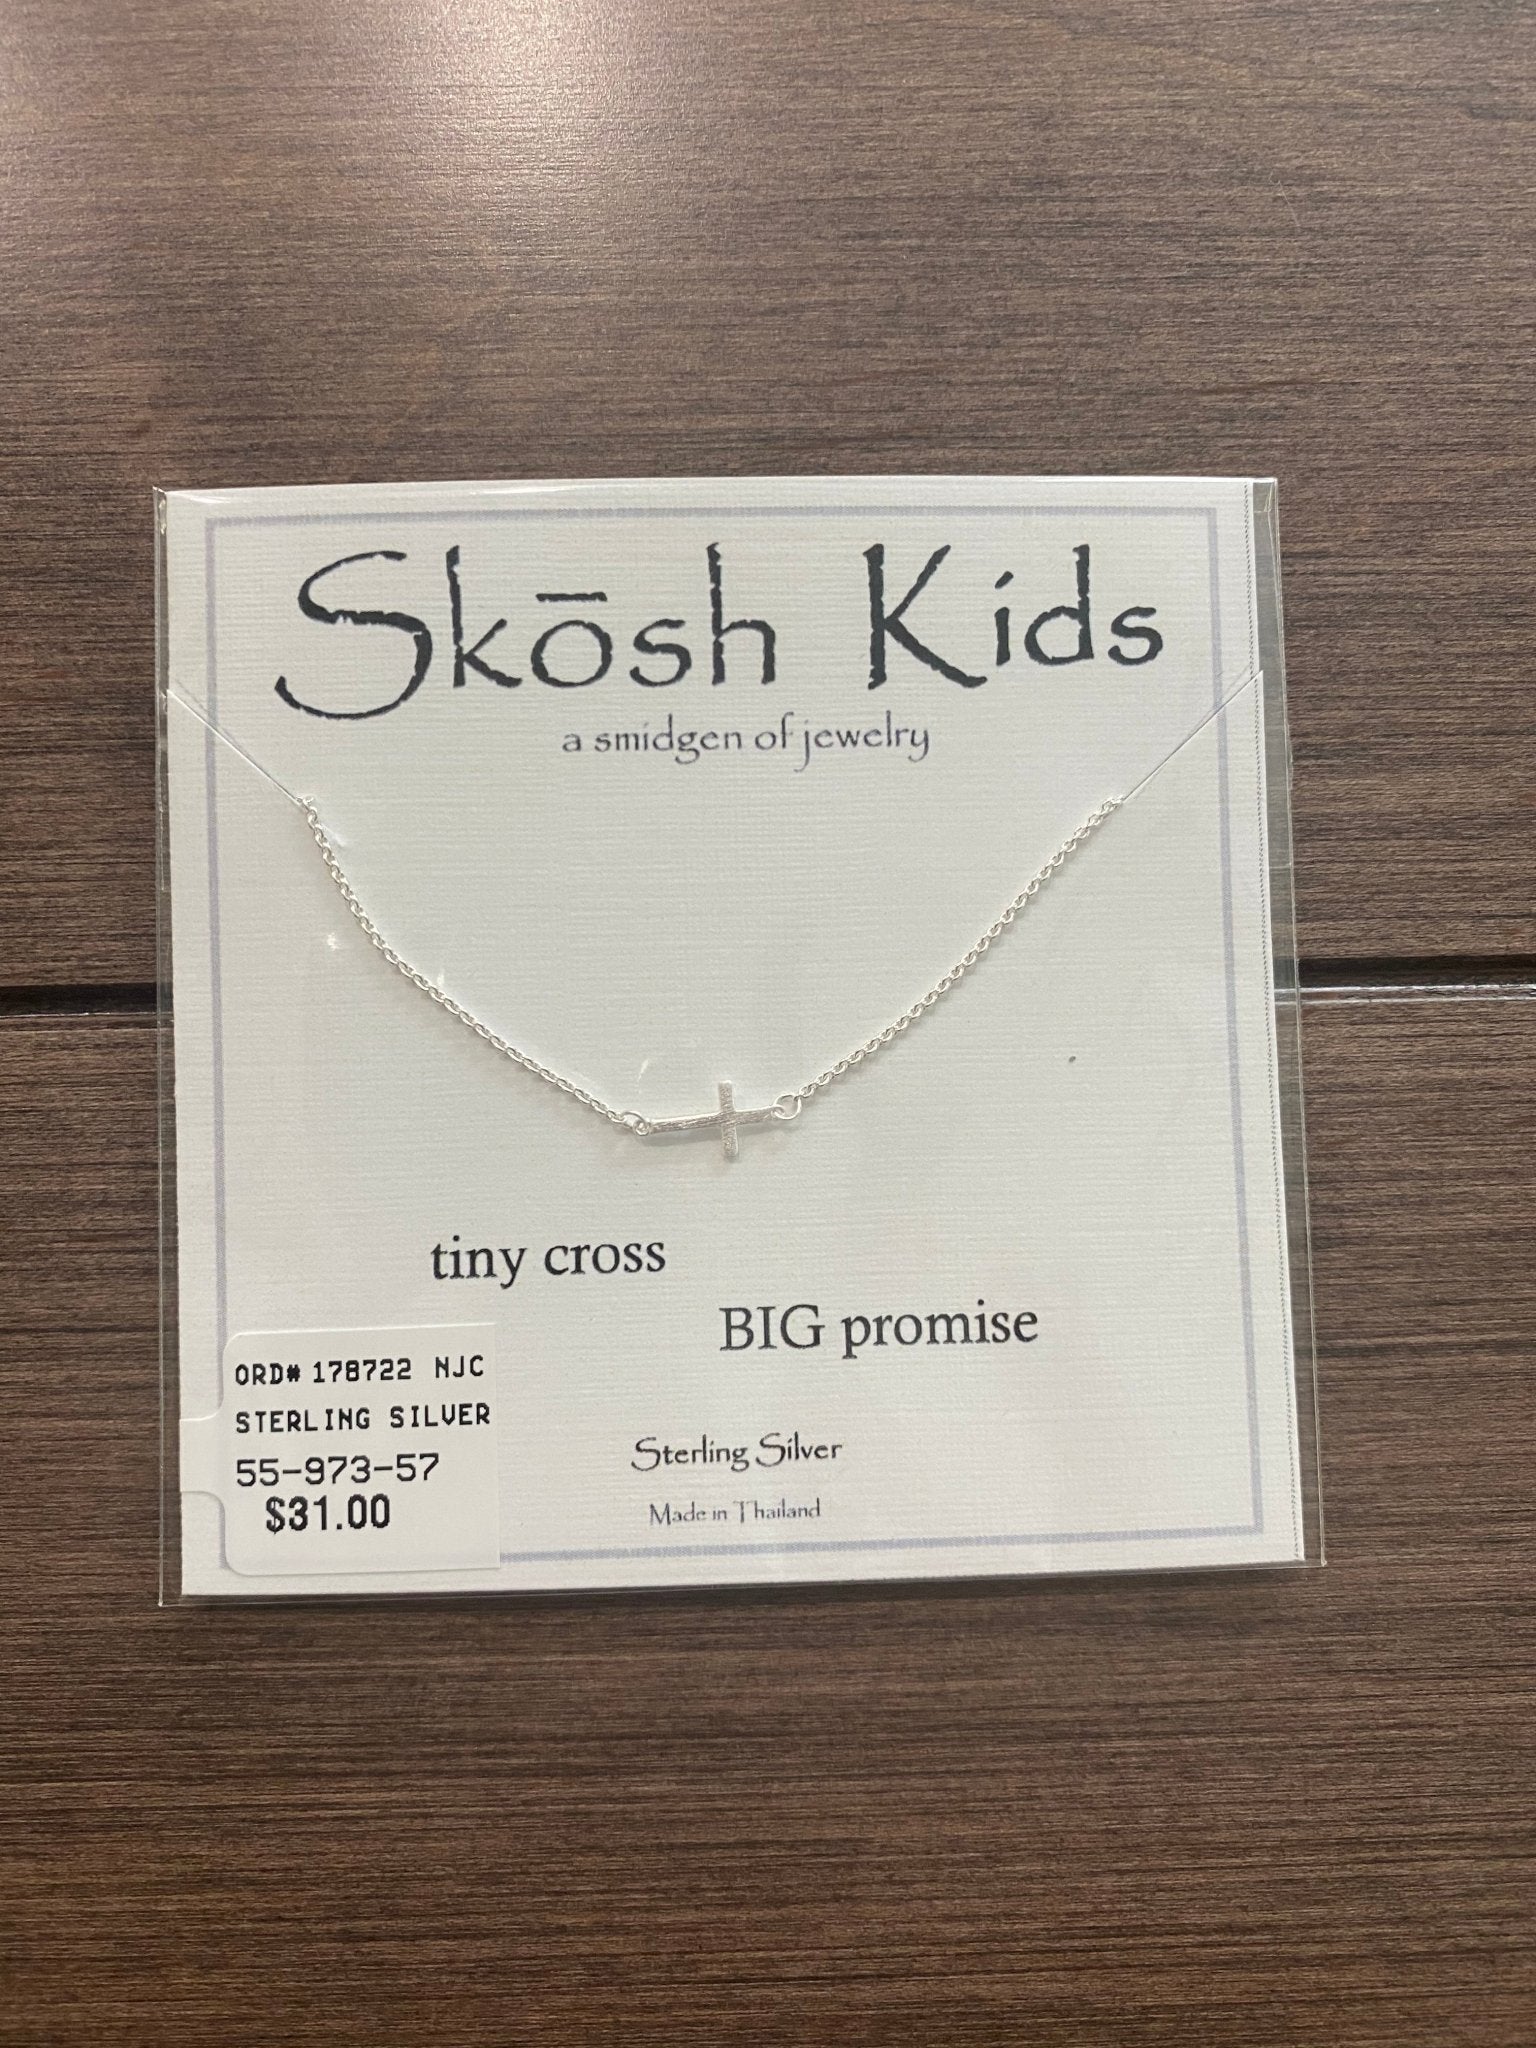 Skōsh Kids
a smidgen of jewelry
tiny cross
BIG promise
ORD# 178722 NJC
STERLING SILVER
55-973-57
$31.00
Sterling Silver
Made in Thailand